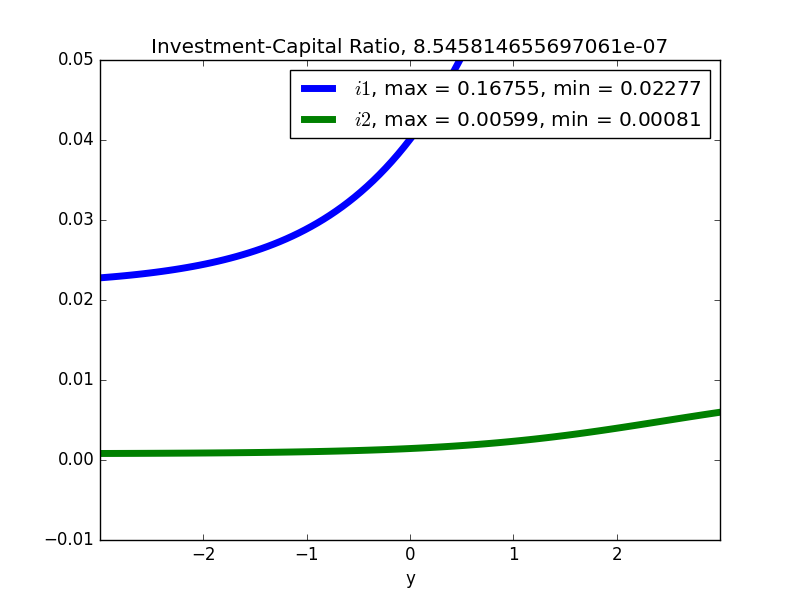 Investment-Capital Ratio, 8.545814655697061e-07
0.05
i1, max = 0.16755, min = 0.02277
i2, max = 0.00599, min = 0.00081
0.04
0.03
0.02
0.01
0.00
−0.01
−2 −1 0 1 2
y